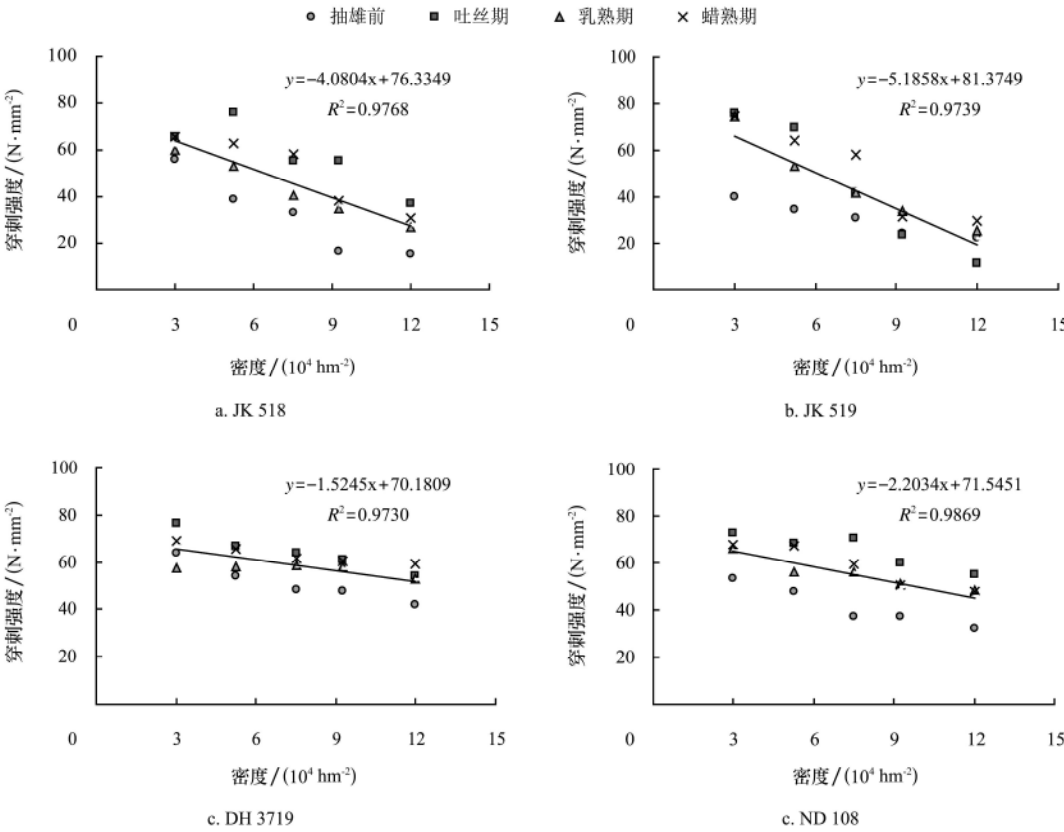 抽雄前 吐丝期 乳熟期 蜡熟期
100
80
60
40
20
0
3 6 9 12 15
穿刺强度/(N·mm⁻²)
y=−4.0804x+76.3349
R²=0.9768
密度/(10⁴ hm⁻²)
a. JK 518
100
80
60
40
20
0
3 6 9 12 15
穿刺强度/(N·mm⁻²)
y=−5.1858x+81.3749
R²=0.9739
密度/(10⁴ hm⁻²)
b. JK 519
100
80
60
40
20
0
3 6 9 12 15
穿刺强度/(N·mm⁻²)
y=−1.5245x+70.1809
R²=0.9730
密度/(10⁴ hm⁻²)
c. DH 3719
100
80
60
40
20
0
3 6 9 12 15
穿刺强度/(N·mm⁻²)
y=−2.2034x+71.5451
R²=0.9869
密度/(10⁴ hm⁻²)
c. ND 108